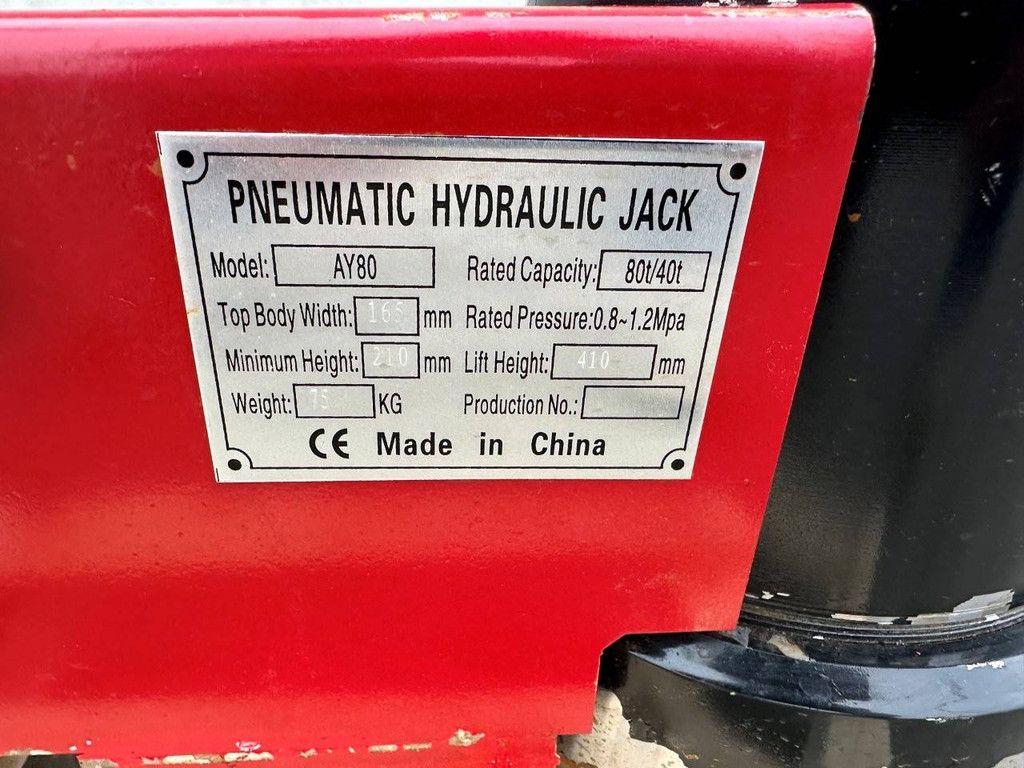 PNEUMATIC HYDRAULIC JACK
Model: AY80 Rated Capacity: 80t/40t
Top Body Width: 165 mm Rated Pressure:0.8~1.2Mpa
Minimum Height: 210 mm Lift Height: 410 mm
Weight: 75 KG Production No.:
CE Made in China